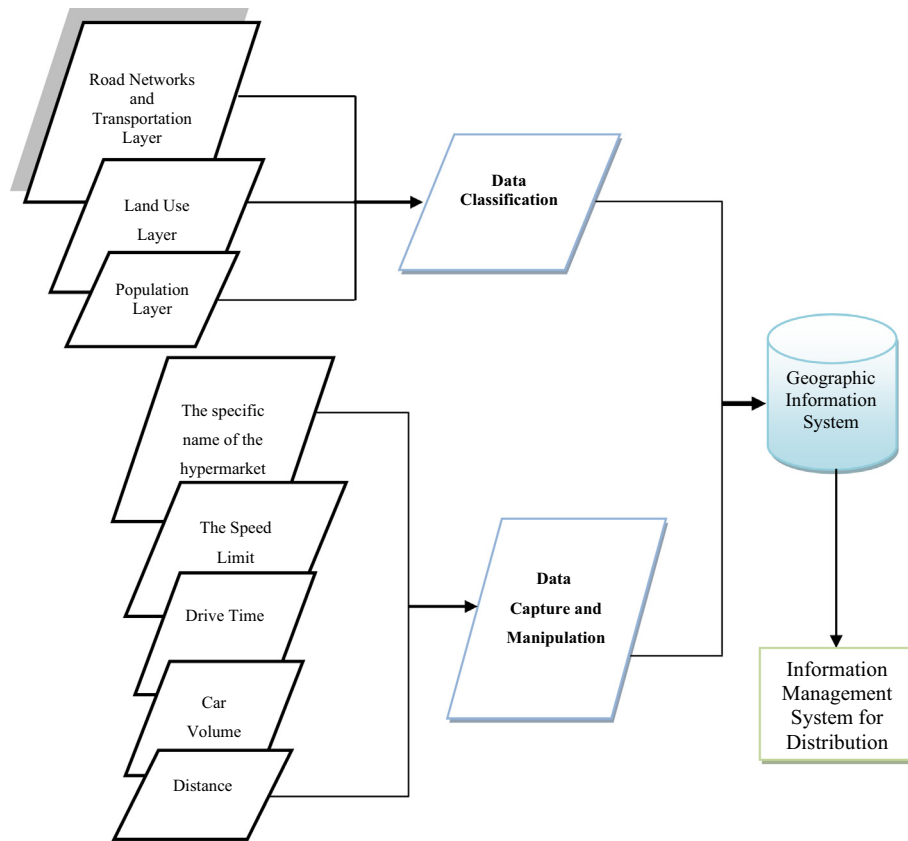 Road Networks
and
Transportation
Layer
Land Use
Layer
Population
Layer
Data
Classification
The specific
name of the
hypermarket
The Speed
Limit
Drive Time
Car
Volume
Distance
Data
Capture and
Manipulation
Geographic
Information
System
Information
Management
System for
Distribution